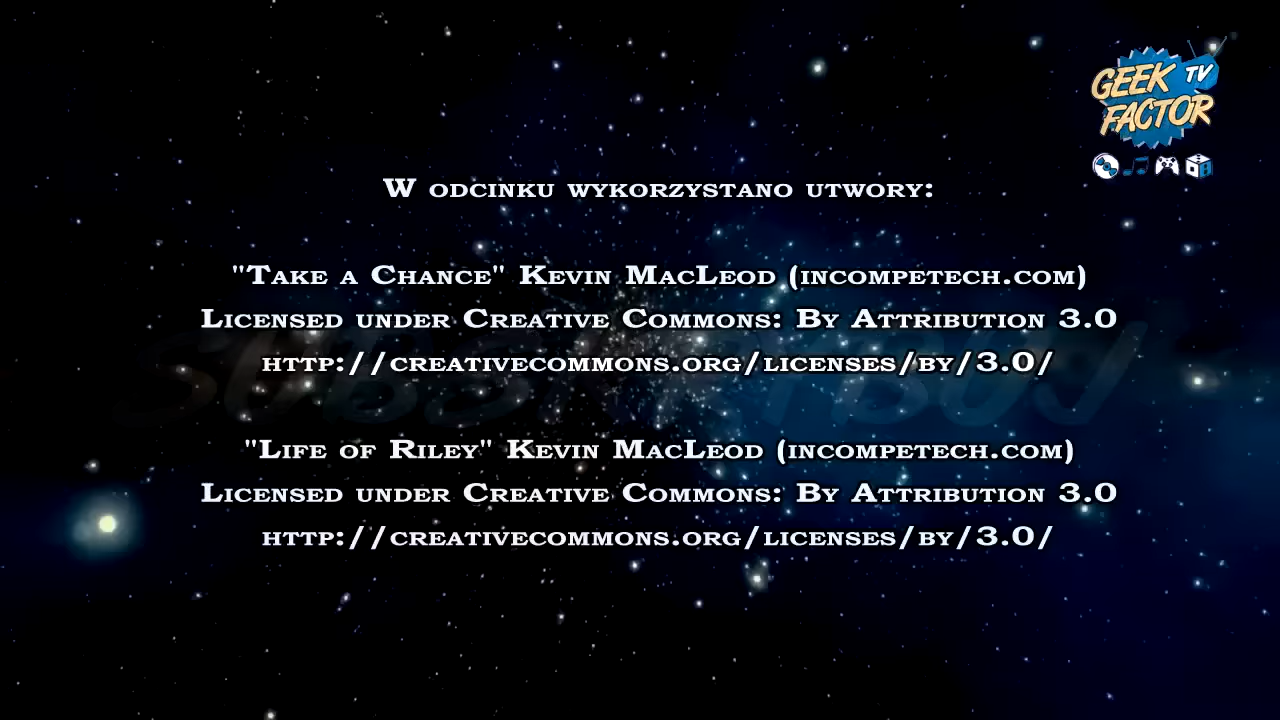 GEEK TV
FACTOR
W odcinku wykorzystano utwory:
"Take a Chance" Kevin MacLeod (incompetech.com)
Licensed under Creative Commons: By Attribution 3.0
http://creativecommons.org/licenses/by/3.0/
SUBSKRYBUJ
"Life of Riley" Kevin MacLeod (incompetech.com)
Licensed under Creative Commons: By Attribution 3.0
http://creativecommons.org/licenses/by/3.0/